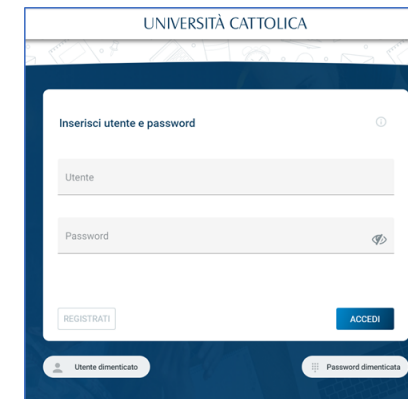 UNIVERSITÀ CATTOLICA
Inserisci utente e password
Utente
Password
REGISTRATI
ACCEDI
Utente dimenticato
Password dimenticata